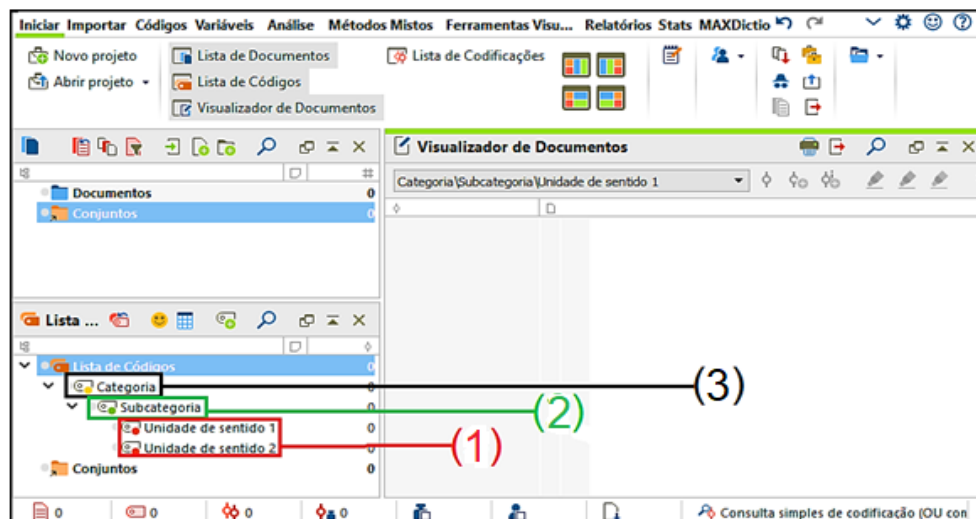 Iniciar Importar Códigos Variáveis Análise Métodos Mistos Ferramentas Visu... Relatórios Stats MAXDictio
Novo projeto
Abrir projeto
Lista de Documentos
Lista de Códigos
Visualizador de Documentos
Lista de Codificações
Documentos 0
Conjuntos 0
Visualizador de Documentos
Categoria\Subcategoria\Unidade de sentido 1
Lista ...
Lista de Códigos 0
Categoria 0
Subcategoria 0
Unidade de sentido 1 0
Unidade de sentido 2 0
Conjuntos 0
(3)
(2)
(1)
0 0 0 0 Consulta simples de codificação (OU con